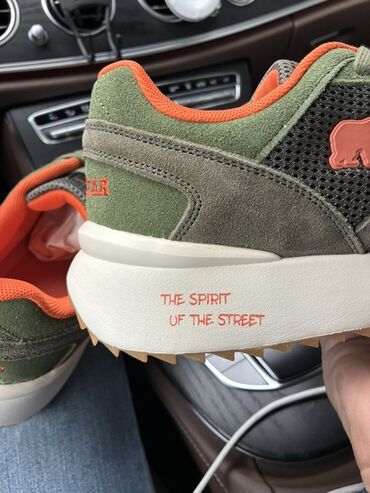 THE SPIRIT
OF THE STREET